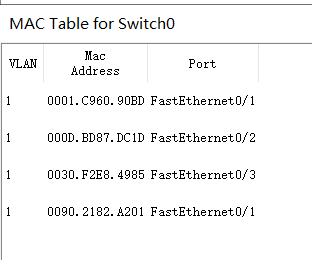 MAC Table for Switch0
VLAN Mac Address Port
1 0001.C960.90BD FastEthernet0/1
1 000D.BD87.DC1D FastEthernet0/2
1 0030.F2E8.4985 FastEthernet0/3
1 0090.2182.A201 FastEthernet0/1